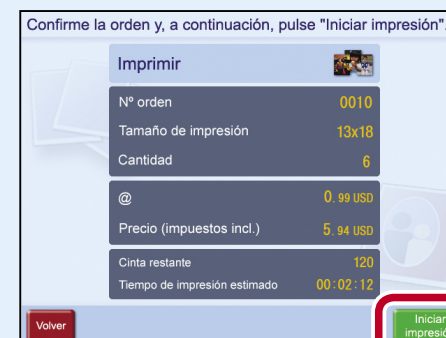 Confirme la orden y, a continuación, pulse "Iniciar impresión".
Imprimir
Nº orden 0010
Tamaño de impresión 13x18
Cantidad 6
@ 0.99 USD
Precio (impuestos incl.) 5.94 USD
Cinta restante 120
Tiempo de impresión estimado 00:02:12
Volver
Iniciar
impresió